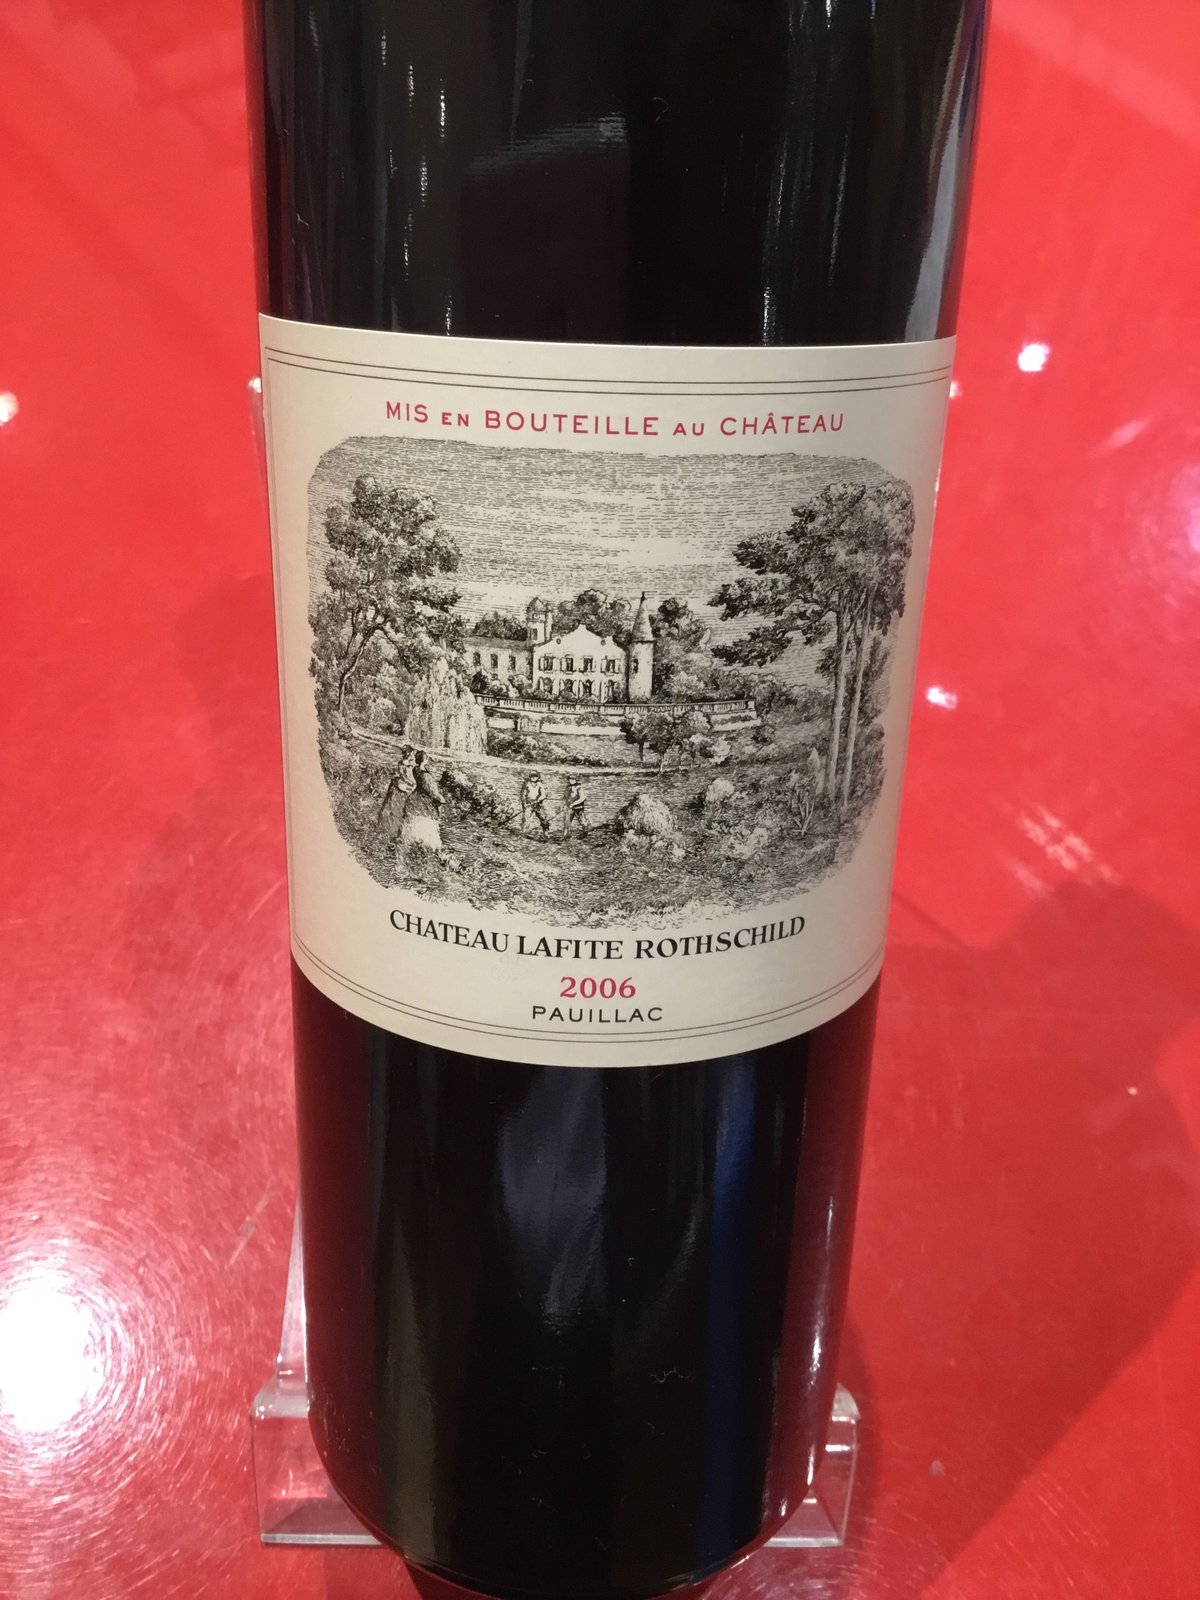 MIS EN BOUTEILLE AU CHÂTEAU
CHATEAU LAFITE ROTHSCHILD
2006
PAUILLAC